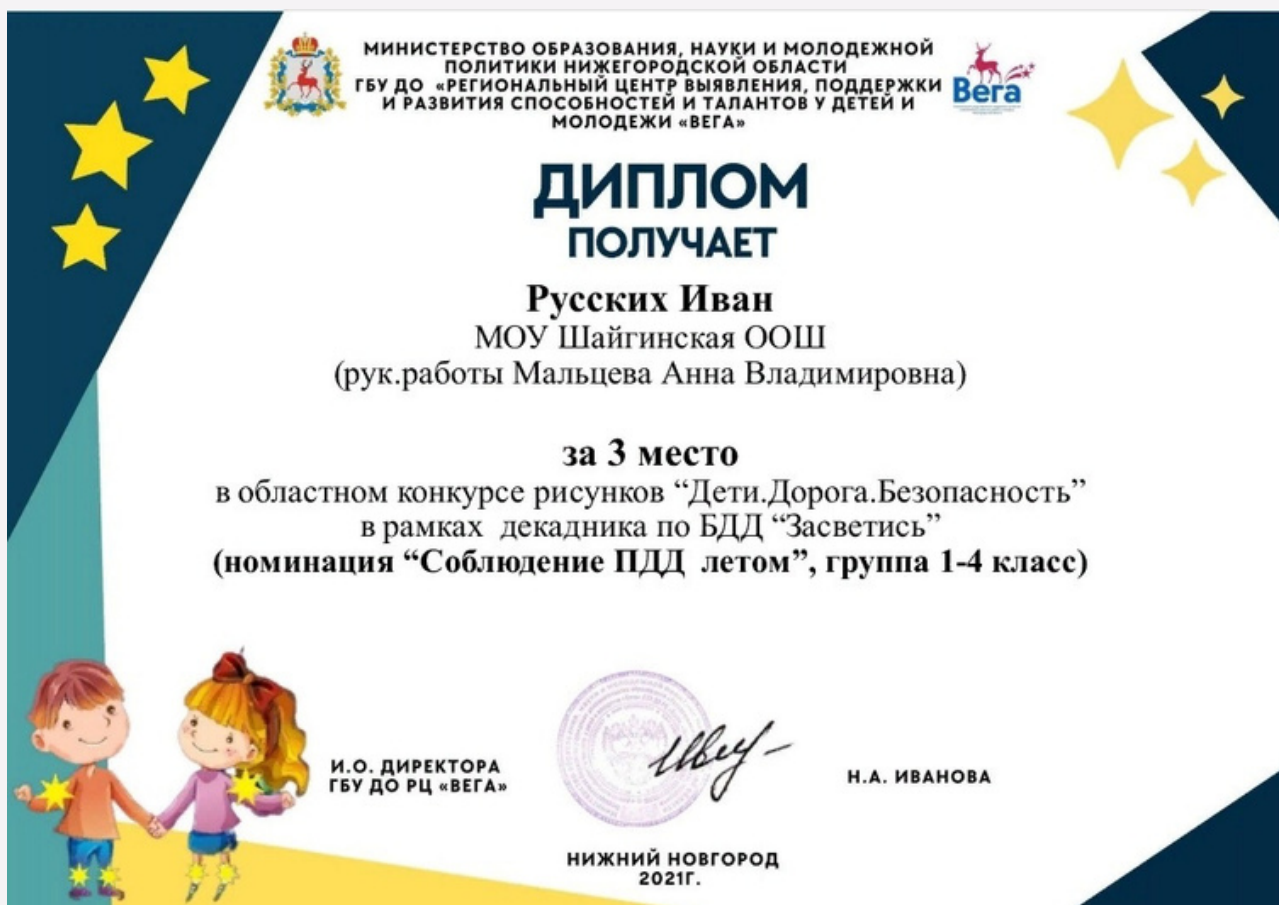 МИНИСТЕРСТВО ОБРАЗОВАНИЯ, НАУКИ И МОЛОДЕЖНОЙ
ПОЛИТИКИ НИЖЕГОРОДСКОЙ ОБЛАСТИ
ГБУ ДО «РЕГИОНАЛЬНЫЙ ЦЕНТР ВЫЯВЛЕНИЯ, ПОДДЕРЖКИ
И РАЗВИТИЯ СПОСОБНОСТЕЙ И ТАЛАНТОВ У ДЕТЕЙ И
МОЛОДЕЖИ «ВЕГА»
Вега
ДИПЛОМ
ПОЛУЧАЕТ
Русских Иван
МОУ Шайгинская ООШ
(рук.работы Мальцева Анна Владимировна)
за 3 место
в областном конкурсе рисунков “Дети.Дорога.Безопасность”
в рамках декадника по БДД “Засветись”
(номинация “Соблюдение ПДД летом”, группа 1-4 класс)
И.О. ДИРЕКТОРА
ГБУ ДО РЦ «ВЕГА»
Н.А. ИВАНОВА
НИЖНИЙ НОВГОРОД
2021Г.